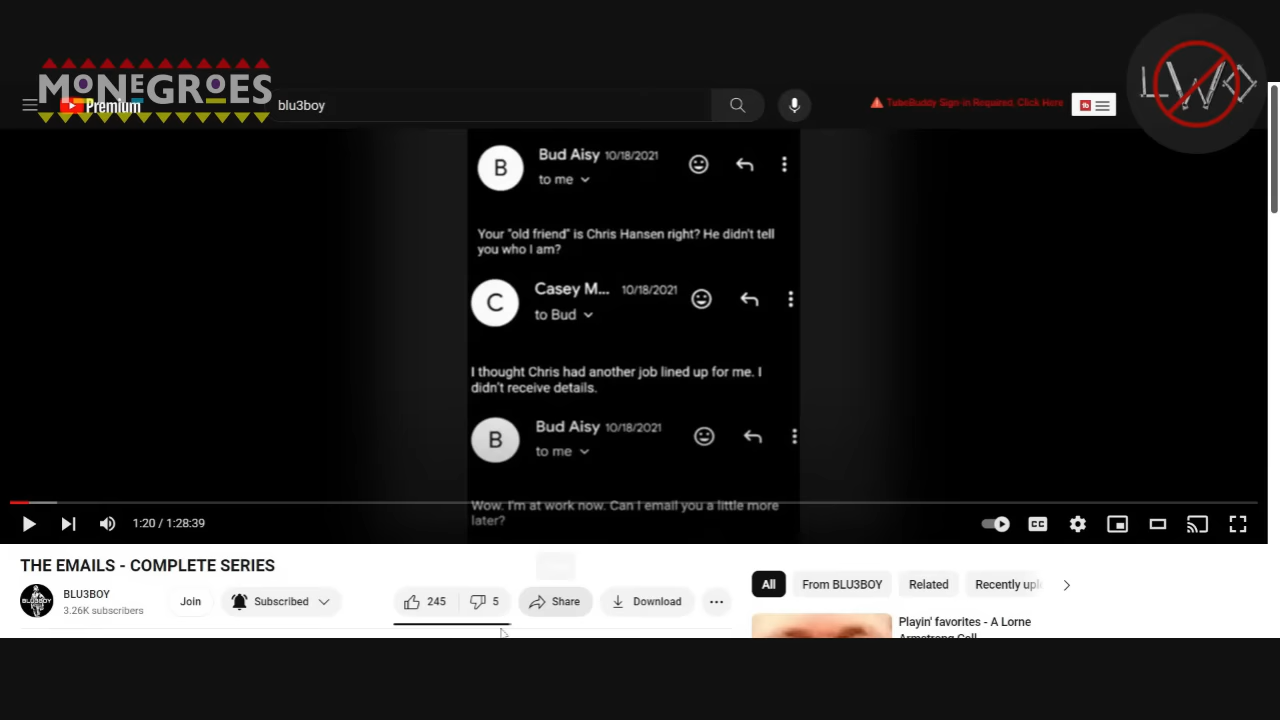 MONEGROES
Premium
blu3boy
TubeBuddy Sign-in Required, Click Here
tb
LWO
B
Bud Aisy 10/18/2021
to me
Your "old friend" is Chris Hansen right? He didn't tell
you who I am?
C
Casey M... 10/18/2021
to Bud
I thought Chris had another job lined up for me. I
didn't receive details.
B
Bud Aisy 10/18/2021
to me
Wow. I'm at work now. Can I email you a little more
later?
1:20 / 1:28:39
CC
THE EMAILS - COMPLETE SERIES
BLU3BOY
BLU3BOY
3.26K subscribers
Join
Subscribed
245
5
Share
Download
All
From BLU3BOY
Related
Recently upl
Playin' favorites - A Lorne
Armstrong Call